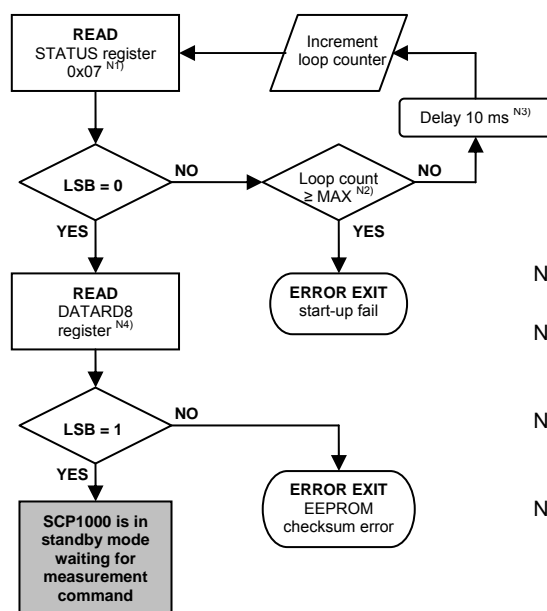 READ
STATUS register
0x07 N1)
Increment
loop counter
Delay 10 ms N3)
LSB = 0
NO
Loop count
≥ MAX N2)
NO
YES
YES
READ
DATARD8
register N4)
ERROR EXIT
start-up fail
N
N
LSB = 1
NO
N
YES
ERROR EXIT
EEPROM
checksum error
N
SCP1000 is in
standby mode
waiting for
measurement
command